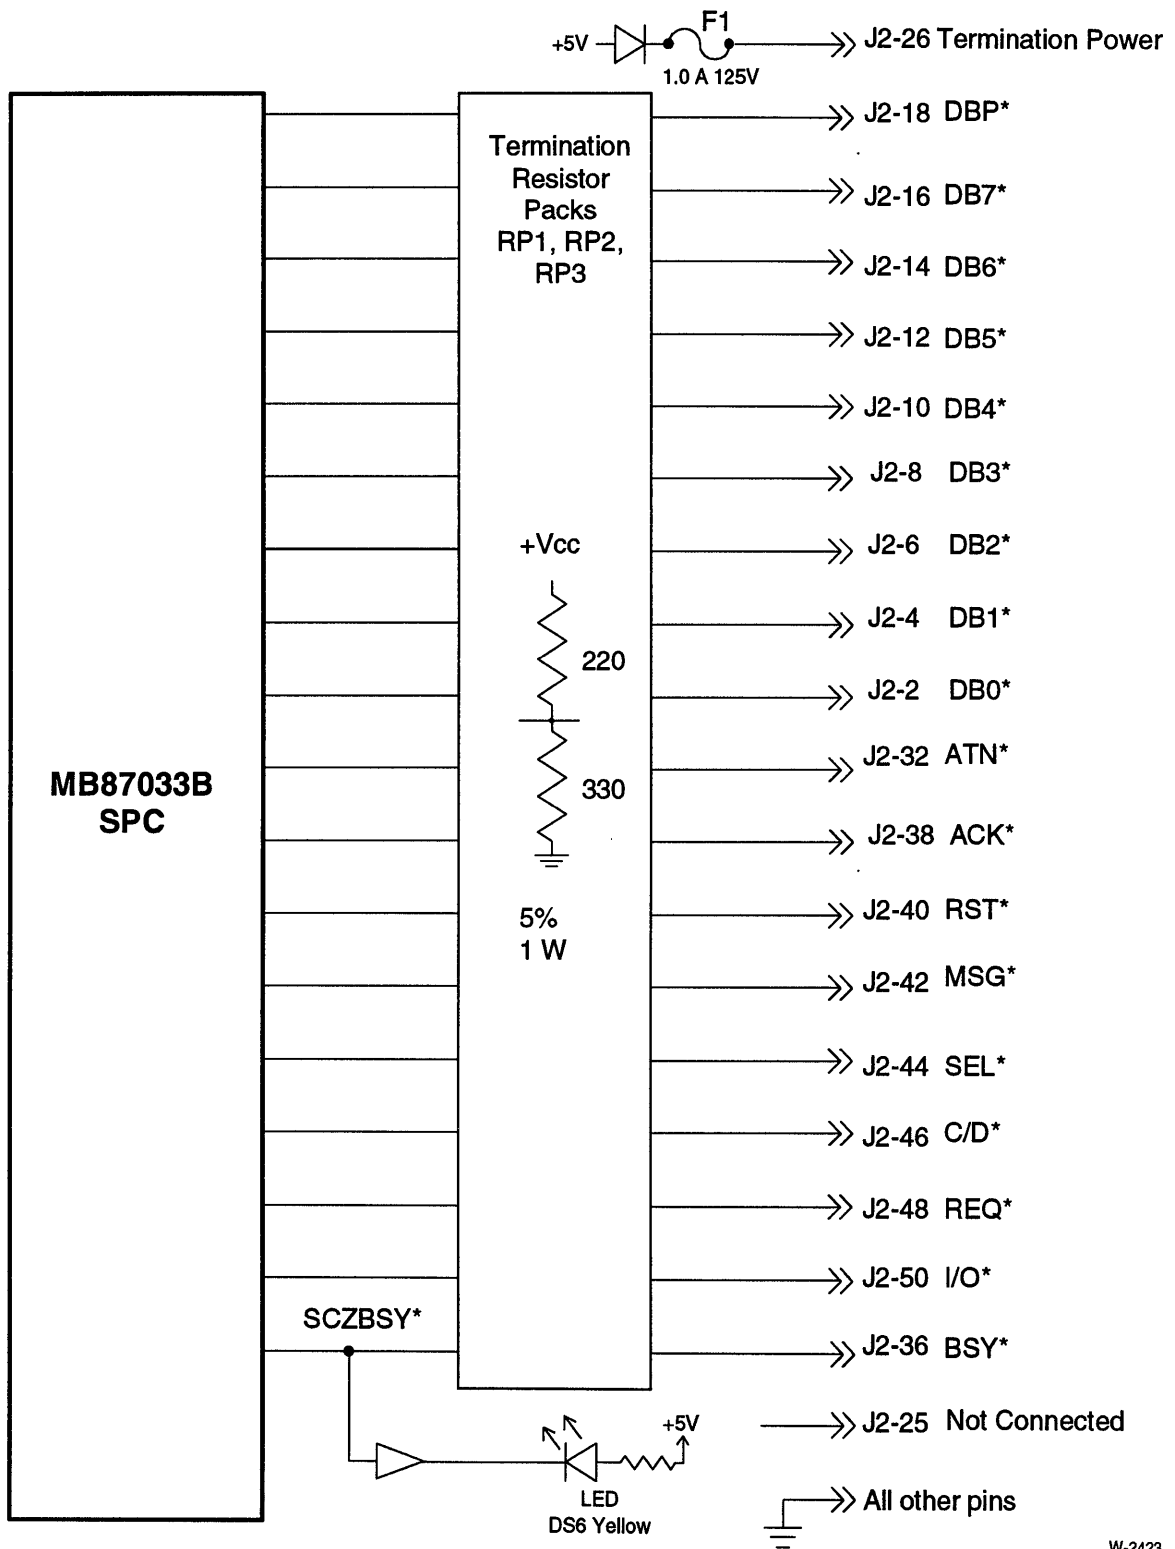 F1
+5V
J2-26 Termination Power
1.0 A 125V
J2-18 DBP*
Termination
Resistor
Packs
RP1, RP2,
RP3
J2-16 DB7*
J2-14 DB6*
J2-12 DB5*
J2-10 DB4*
J2-8 DB3*
+Vcc
J2-6 DB2*
J2-4 DB1*
220
J2-2 DB0*
J2-32 ATN*
MB87033B
SPC
330
J2-38 ACK*
5%
1 W
J2-40 RST*
J2-42 MSG*
J2-44 SEL*
J2-46 C/D*
J2-48 REQ*
J2-50 I/O*
SCZBSY*
J2-36 BSY*
+5V
J2-25 Not Connected
LED
DS6 Yellow
All other pins
W-2423